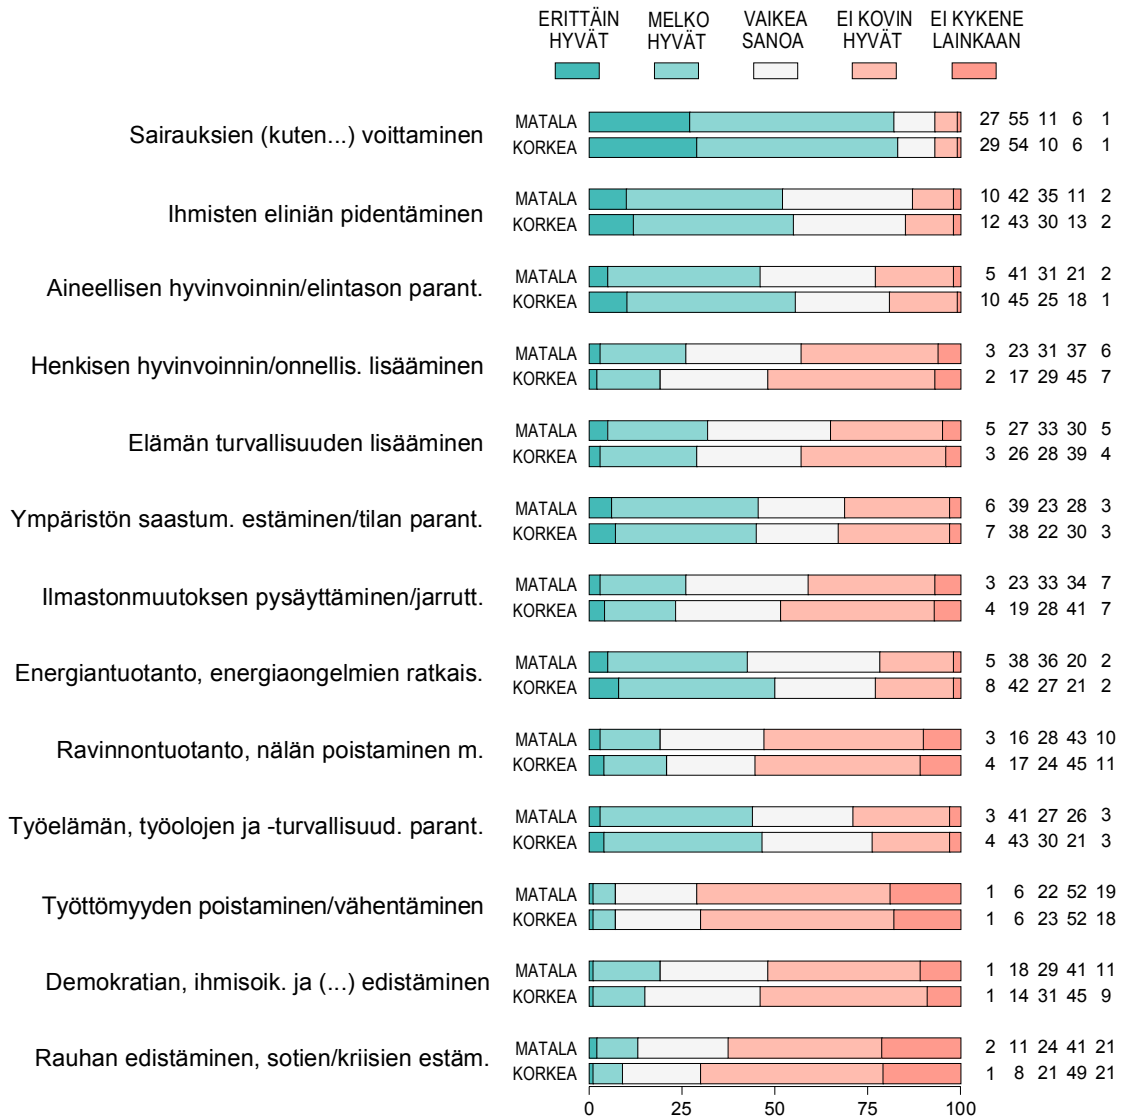 ERITTÄIN HYVÄT MELKO HYVÄT VAIKEA SANOA EI KOVIN HYVÄT EI KYKENE LAINKAAN
Sairauksien (kuten...) voittaminen
MATALA 27 55 11 6 1
KORKEA 29 54 10 6 1
Ihmisten eliniän pidentäminen
MATALA 10 42 35 11 2
KORKEA 12 43 30 13 2
Aineellisen hyvinvoinnin/elintason parant.
MATALA 5 41 31 21 2
KORKEA 10 45 25 18 1
Henkisen hyvinvoinnin/onnellis. lisääminen
MATALA 3 23 31 37 6
KORKEA 2 17 29 45 7
Elämän turvallisuuden lisääminen
MATALA 5 27 33 30 5
KORKEA 3 26 28 39 4
Ympäristön saastum. estäminen/tilan parant.
MATALA 6 39 23 28 3
KORKEA 7 38 22 30 3
Ilmastonmuutoksen pysäyttäminen/jarrutt.
MATALA 3 23 33 34 7
KORKEA 4 19 28 41 7
Energiantuotanto, energiaongelmien ratkais.
MATALA 5 38 36 20 2
KORKEA 8 42 27 21 2
Ravinnontuotanto, nälän poistaminen m.
MATALA 3 16 28 43 10
KORKEA 4 17 24 45 11
Työelämän, työolojen ja -turvallisuud. parant.
MATALA 3 41 27 26 3
KORKEA 4 43 30 21 3
Työttömyyden poistaminen/vähentäminen
MATALA 1 6 22 52 19
KORKEA 1 6 23 52 18
Demokratian, ihmisoik. ja (...) edistäminen
MATALA 1 18 29 41 11
KORKEA 1 14 31 45 9
Rauhan edistäminen, sotien/kriisien estäm.
MATALA 2 11 24 41 21
KORKEA 1 8 21 49 21
0 25 50 75 100